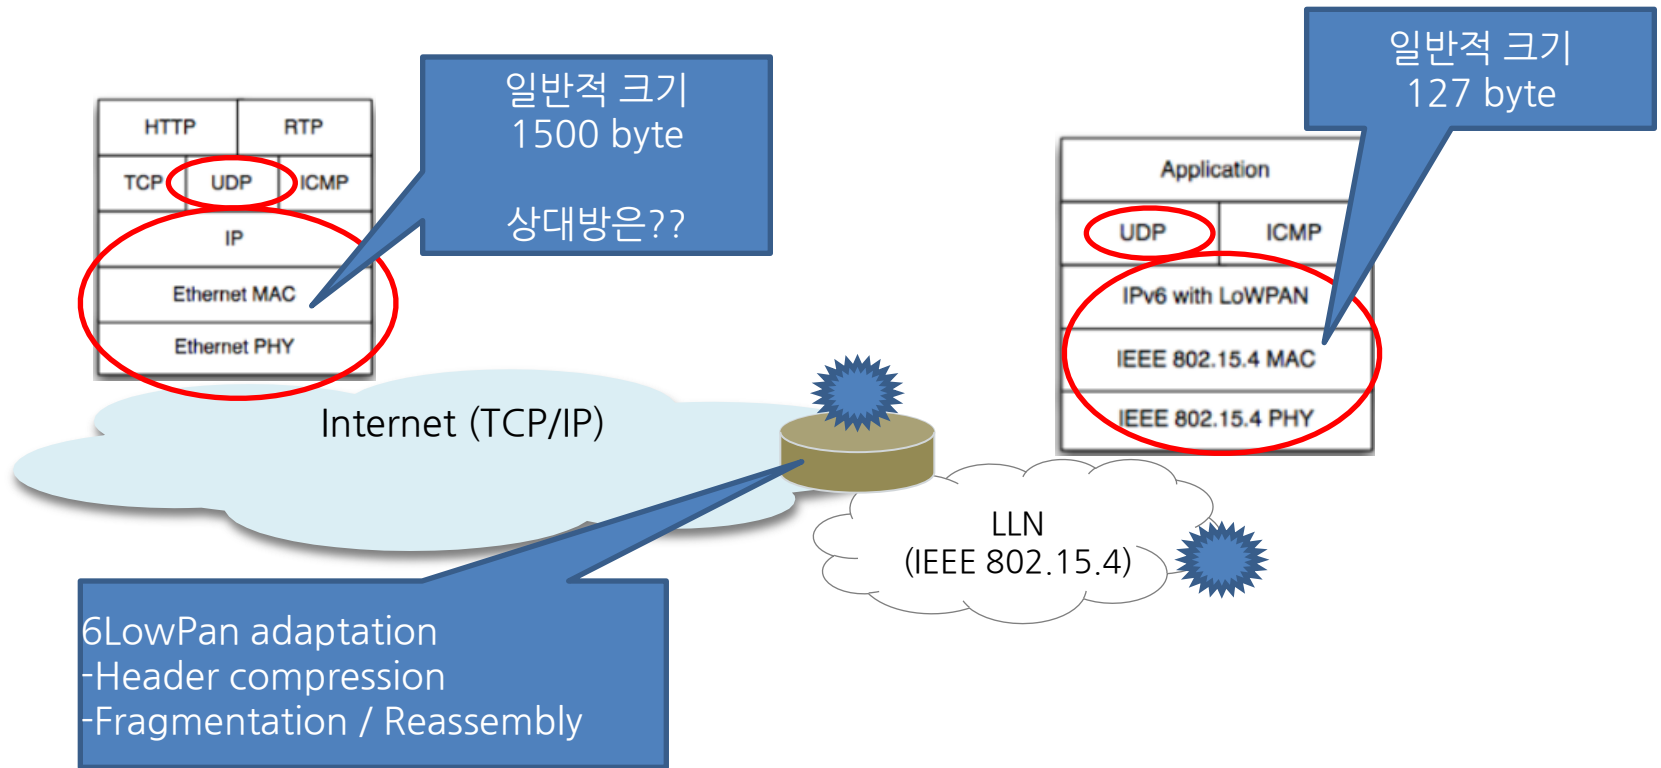 일반적 크기
1500 byte
상대방은??
HTTP
RTP
TCP
UDP
ICMP
IP
Ethernet MAC
Ethernet PHY
일반적 크기
127 byte
Application
UDP
ICMP
IPv6 with LoWPAN
IEEE 802.15.4 MAC
IEEE 802.15.4 PHY
Internet (TCP/IP)
LLN
(IEEE 802.15.4)
6LowPan adaptation
-Header compression
-Fragmentation / Reassembly